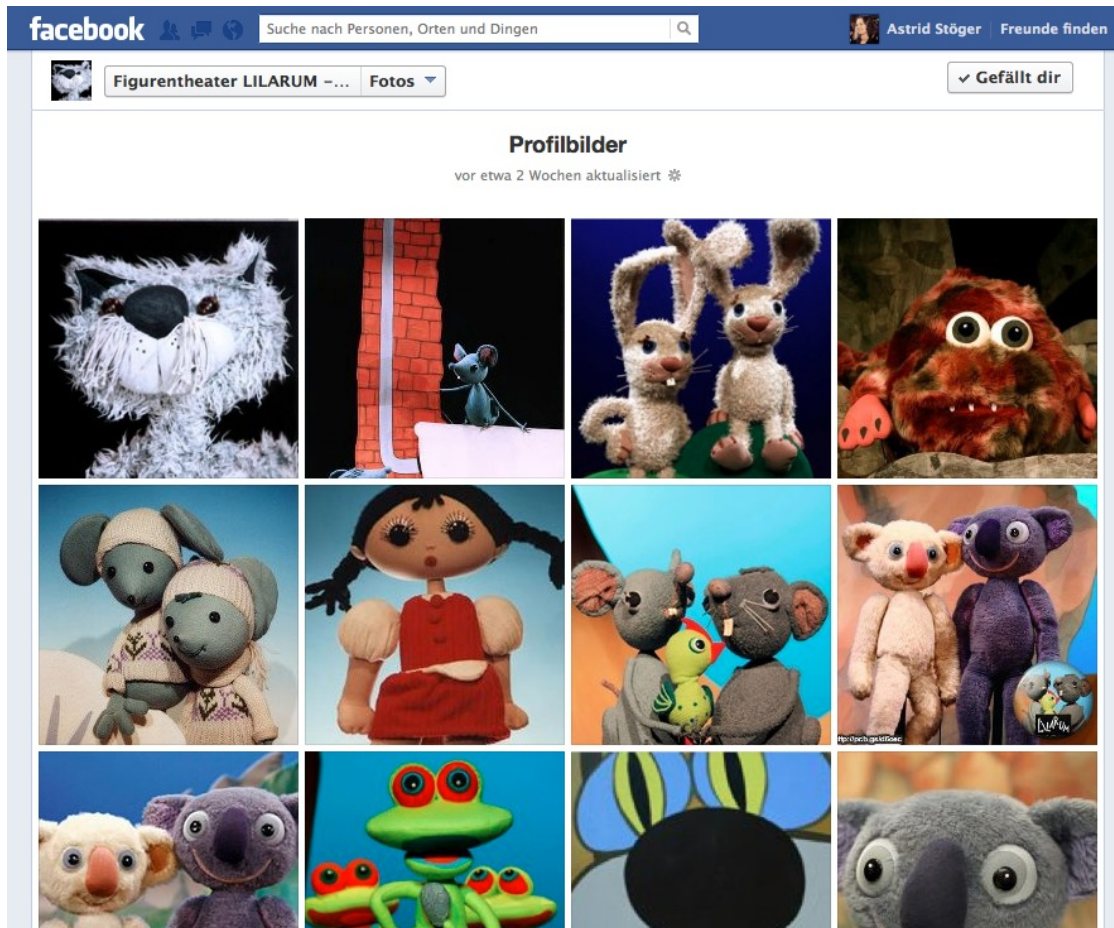 facebook
Suche nach Personen, Orten und Dingen
Astrid Stöger
Freunde finden
Figurentheater LILARUM –...
Fotos
Gefällt dir
Profilbilder
vor etwa 2 Wochen aktualisiert
LILARUM